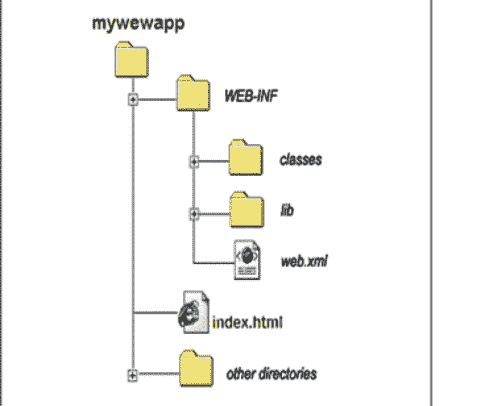 mywewapp
WEB-INF
classes
lib
web.xml
index.html
other directories